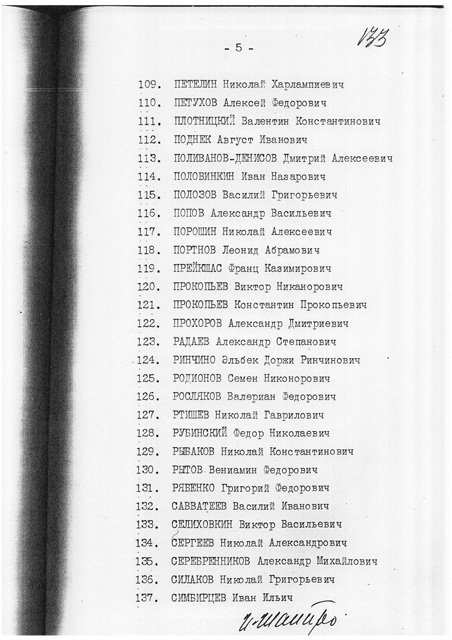 133
- 5 -
109. ПЕТЕЛИН Николай Харлампиевич
110. ПЕТУХОВ Алексей Федорович
111. ПЛОТНИЦКИЙ Валентин Константинович
112. ПОДНЕК Август Иванович
113. ПОЛИВАНОВ-ДЕНИСОВ Дмитрий Алексеевич
114. ПОЛОВИНКИН Иван Назарович
115. ПОЛОЗОВ Василий Григорьевич
116. ПОПОВ Александр Васильевич
117. ПОРОШИН Николай Алексеевич
118. ПОРТНОВ Леонид Абрамович
119. ПРЕЙКШАС Франц Казимирович
120. ПРОКОПЬЕВ Виктор Никанорович
121. ПРОКОПЬЕВ Константин Прокопьевич
122. ПРОХОРОВ Александр Дмитриевич
123. РАДАЕВ Александр Степанович
124. РИНЧИНО Эльбек Доржи Ринчинович
125. РОДИОНОВ Семен Никонорович
126. РОСЛЯКОВ Валериан Федорович
127. РТИЩЕВ Николай Гаврилович
128. РУБИНСКИЙ Федор Николаевич
129. РЫБАКОВ Николай Константинович
130. РЫТОВ Вениамин Федорович
131. РЯБЕНКО Григорий Федорович
132. САВВАТЕЕВ Василий Иванович
133. СЕЛИХОВКИН Виктор Васильевич
134. СЕРГЕЕВ Николай Александрович
135. СЕРЕБРЕННИКОВ Александр Михайлович
136. СИЛАКОВ Николай Григорьевич
137. СИМБИРЦЕВ Иван Ильич